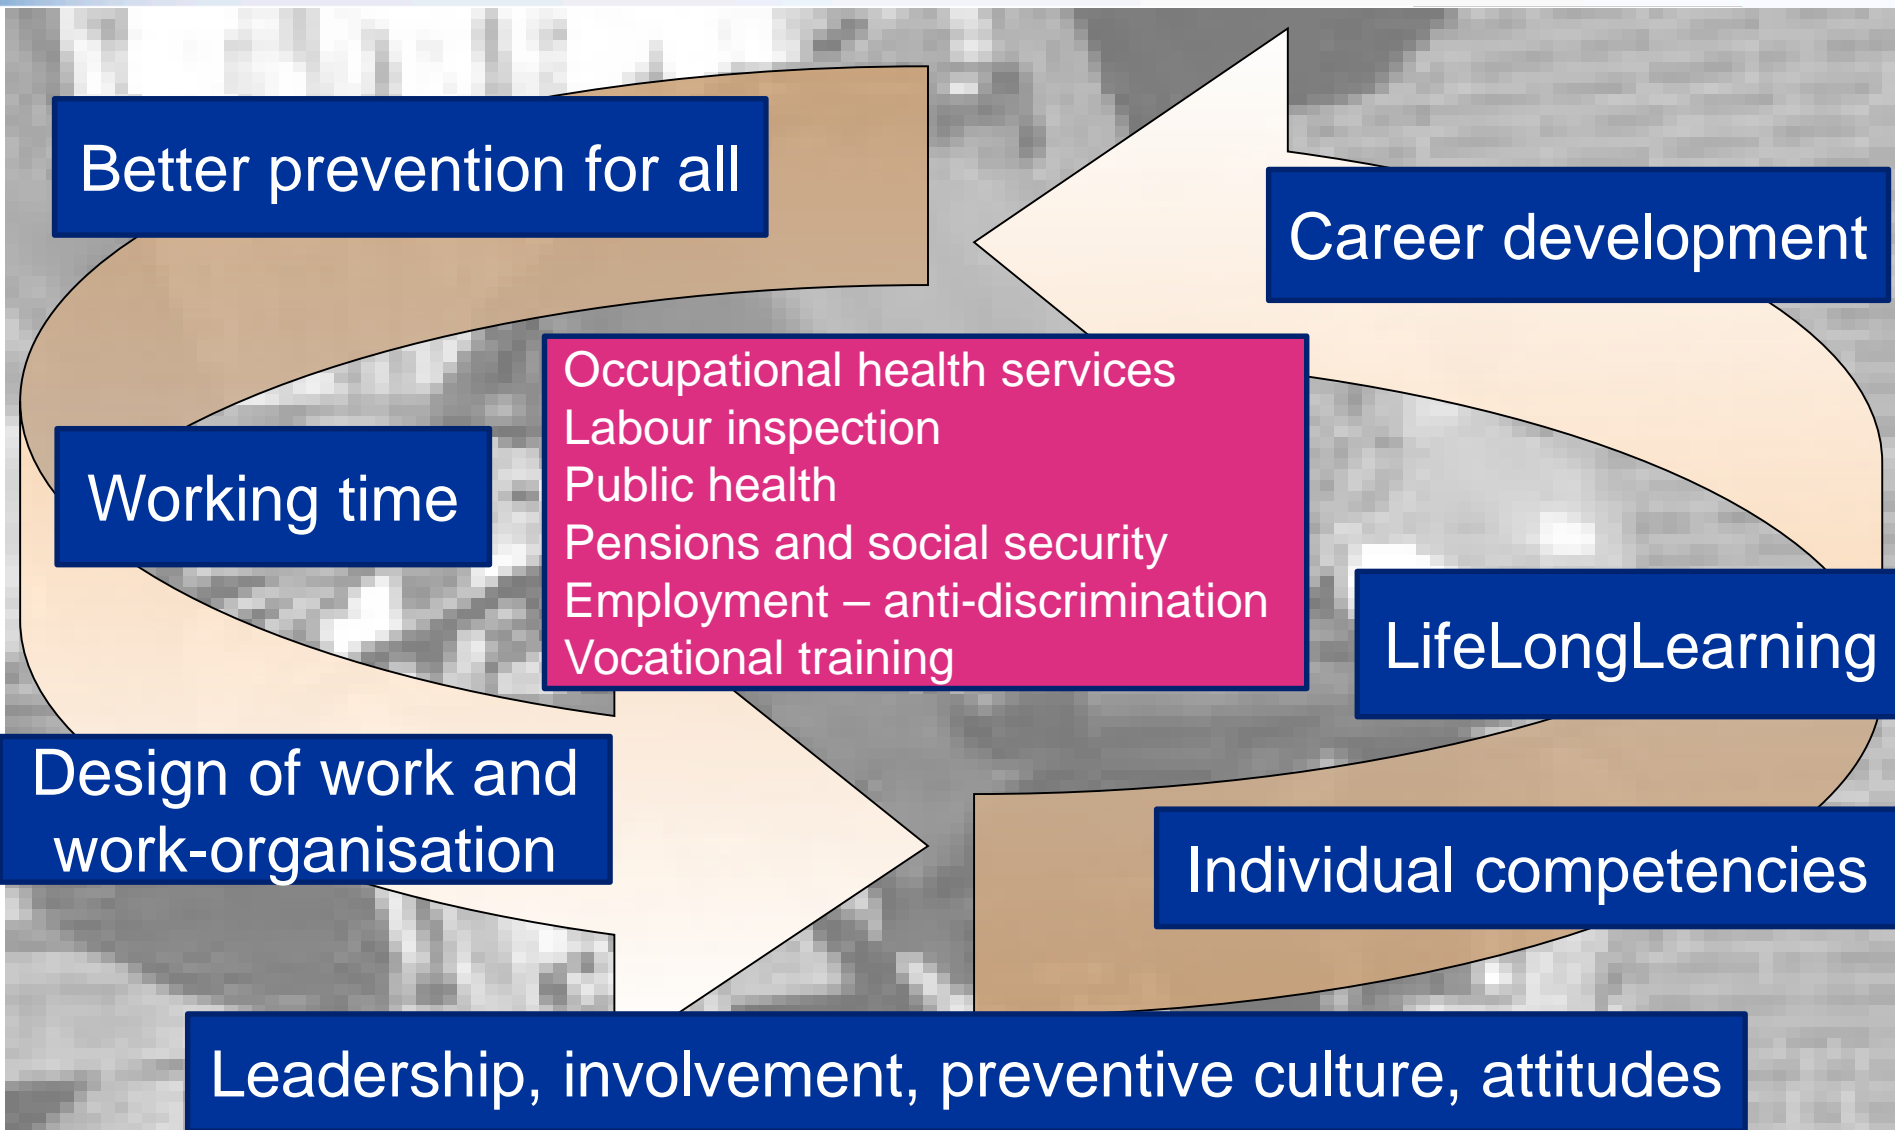 Better prevention for all
Career development
Occupational health services
Labour inspection
Public health
Pensions and social security
Employment – anti-discrimination
Vocational training
Working time
LifeLongLearning
Design of work and
work-organisation
Individual competencies
Leadership, involvement, preventive culture, attitudes